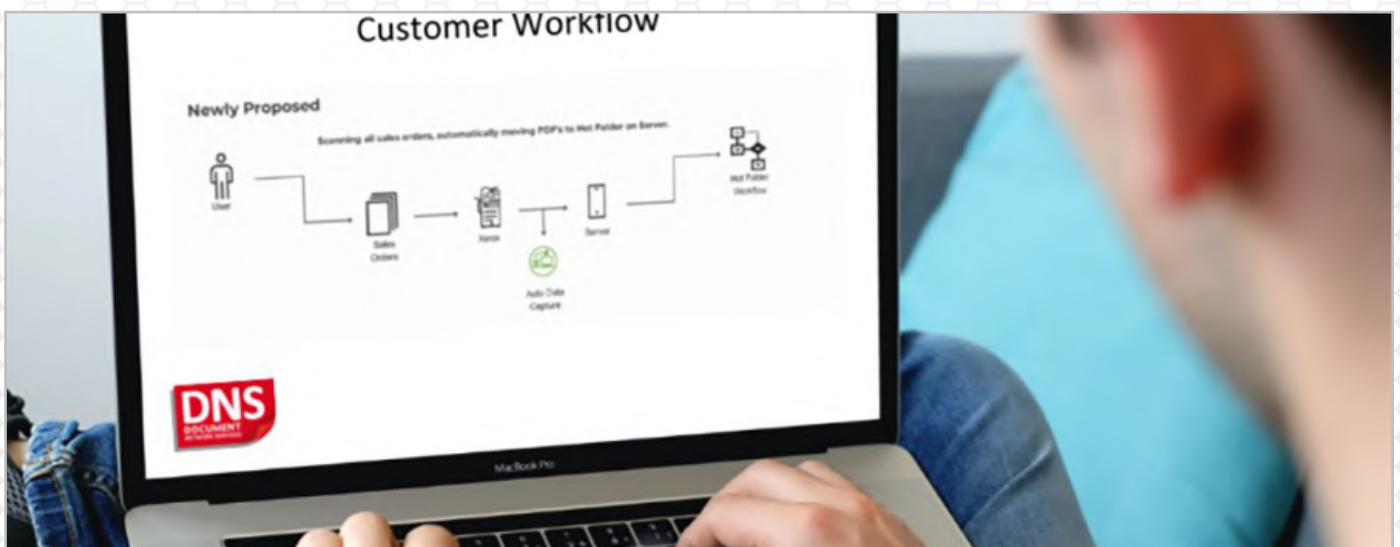 Customer Workflow
Newly Proposed
Scanning all sales orders, automatically moving PDF's to Hot Folder on Server.
User
Sales
Orders
Xerox
Server
Hot Folder
Workflow
Auto Data
Capture
DNS
DOCUMENT
NETWORK SERVICES
MacBook Pro